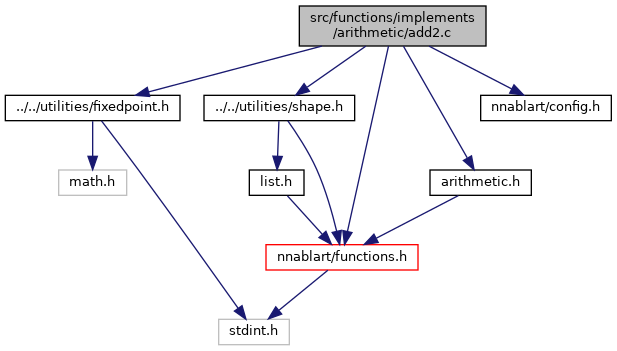 src/functions/implements
/arithmetic/add2.c
../../utilities/fixedpoint.h
../../utilities/shape.h
nnablart/config.h
math.h
list.h
arithmetic.h
nnablart/functions.h
stdint.h